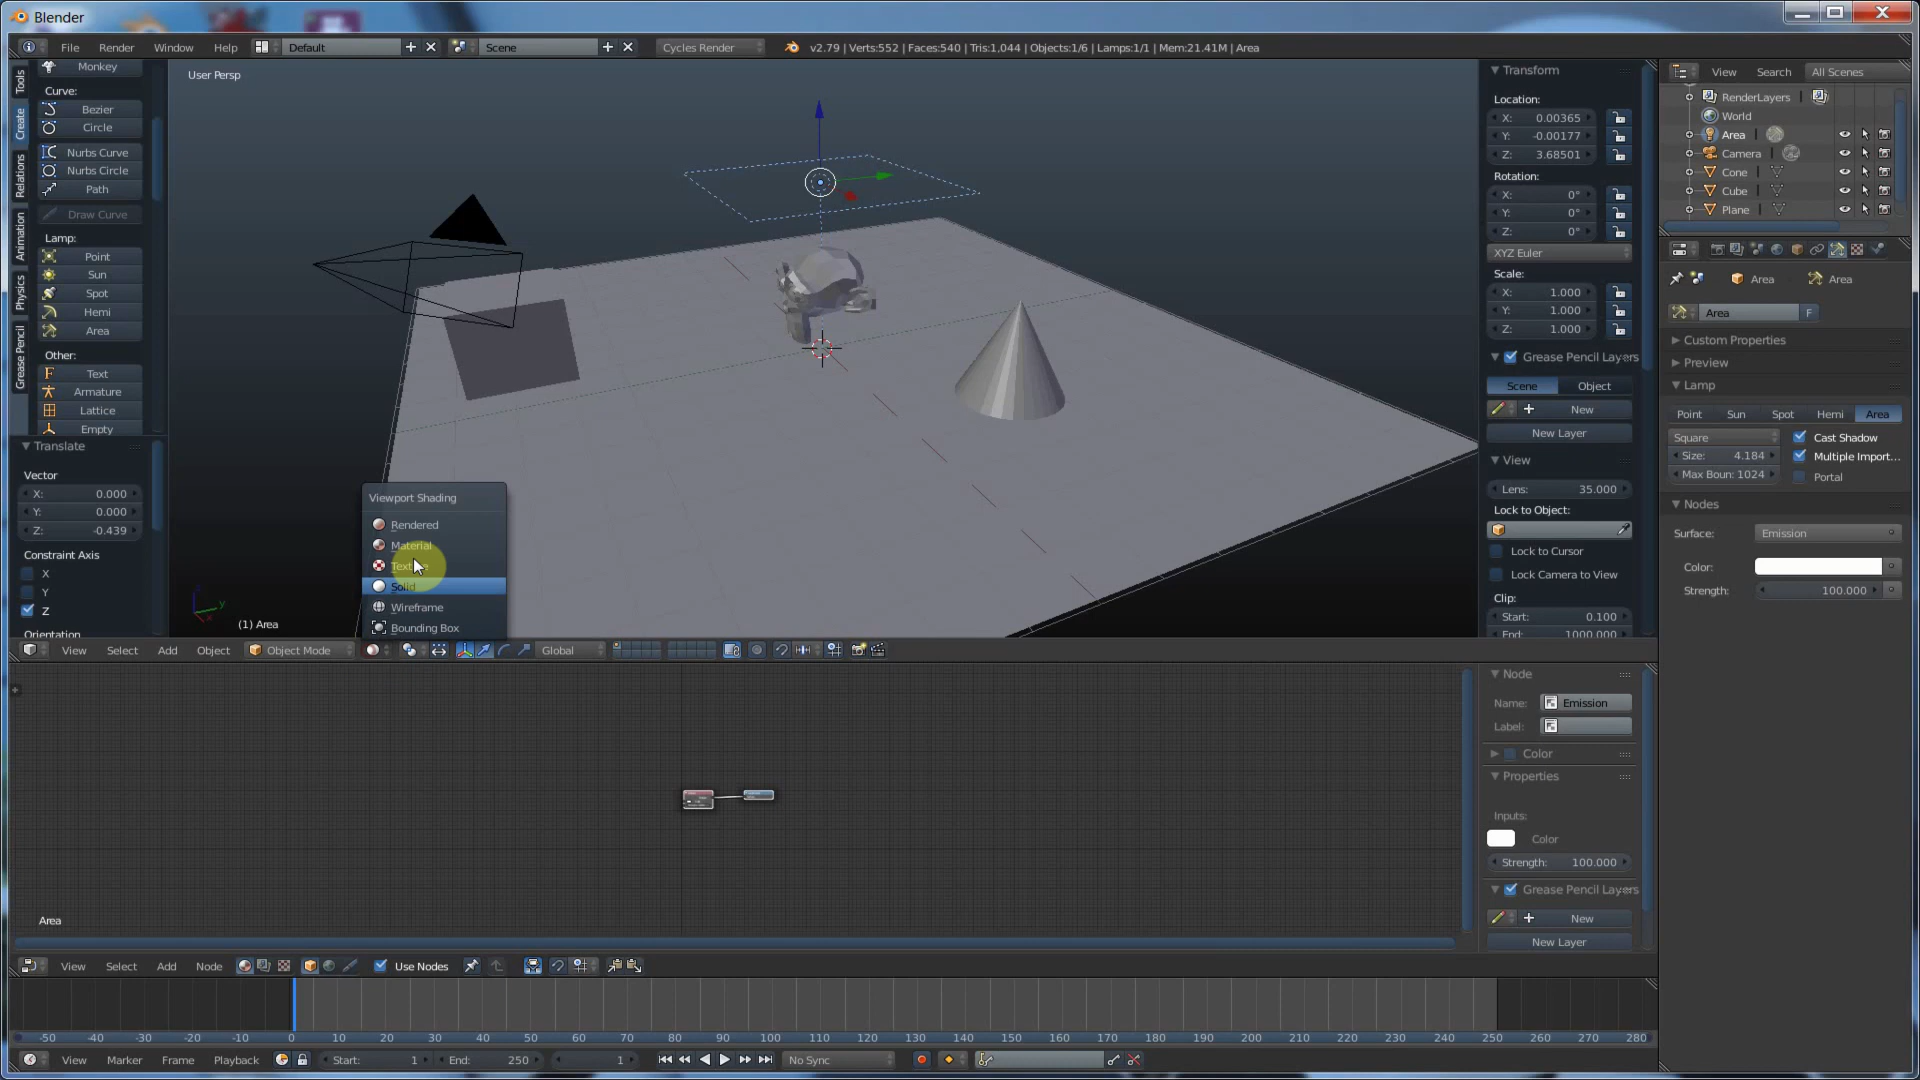 Blender
File Render Window Help Default Scene Cycles Render v2.79 | Verts:552 | Faces:540 | Tris:1,044 | Objects:1/6 | Lamps:1/1 | Mem:21.41M | Area
Tools
Create
Relations
Animation
Physics
Grease Pencil
Monkey
Curve:
Bezier
Circle
Nurbs Curve
Nurbs Circle
Path
Draw Curve
Lamp:
Point
Sun
Spot
Hemi
Area
Other:
Text
Armature
Lattice
Empty
Translate
Vector
X: 0.000
Y: 0.000
Z: -0.439
Constraint Axis
X
Y
Z
Orientation
User Persp
Viewport Shading
Rendered
Material
Solid
Wireframe
Bounding Box
(1) Area
View Select Add Object Object Mode Global
Transform
Location:
X: 0.00365
Y: -0.00177
Z: 3.68501
Rotation:
X: 0°
Y: 0°
Z: 0°
XYZ Euler
Scale:
X: 1.000
Y: 1.000
Z: 1.000
Grease Pencil Layers
Scene Object
New
New Layer
View
Lens: 35.000
Lock to Object:
Lock to Cursor
Lock Camera to View
Clip:
Start: 0.100
End: 1000.000
View Search All Scenes
RenderLayers
World
Area
Camera
Cone
Cube
Plane
Area Area
Area F
Custom Properties
Preview
Lamp
Point Sun Spot Hemi Area
Square Cast Shadow
Size: 4.184 Multiple Import...
Max Boun: 1024 Portal
Nodes
Surface: Emission
Color:
Strength: 100.000
Node
Name: Emission
Label:
Color
Properties
Inputs:
Color
Strength: 100.000
Grease Pencil Layers
New
New Layer
Area
View Select Add Node Use Nodes
-50 -40 -30 -20 -10 0 10 20 30 40 50 60 70 80 90 100 110 120 130 140 150 160 170 180 190 200 210 220 230 240 250 260 270 280
View Marker Frame Playback Start: 1 End: 250 1 No Sync